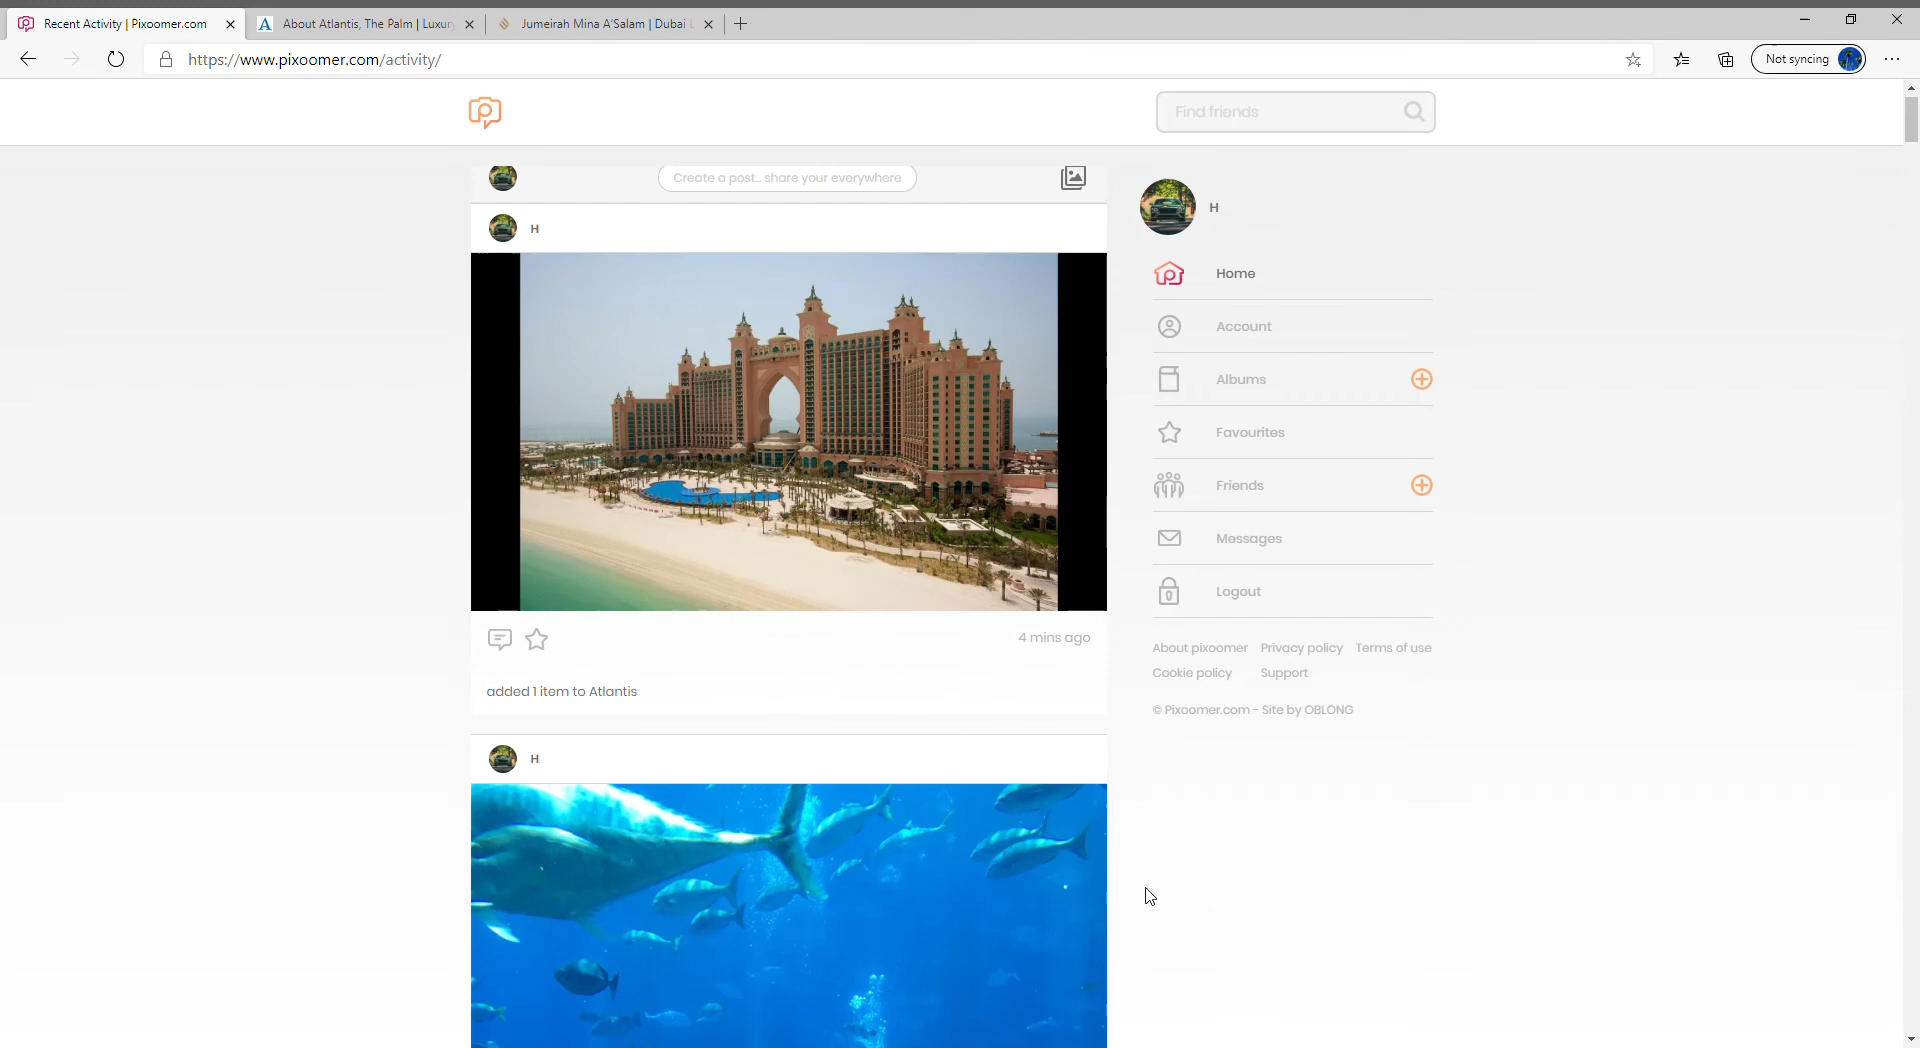 Recent Activity | Pixoomer.com
About Atlantis, The Palm | Luxury
Jumeirah Mina A'Salam | Dubai L
https://www.pixoomer.com/activity/
Not syncing
Find friends
Create a post... share your everywhere
H
H
Home
Account
Albums
Favourites
Friends
Messages
Logout
4 mins ago
added 1 item to Atlantis
About pixoomer Privacy policy Terms of use
Cookie policy Support
© Pixoomer.com - Site by OBLONG
H